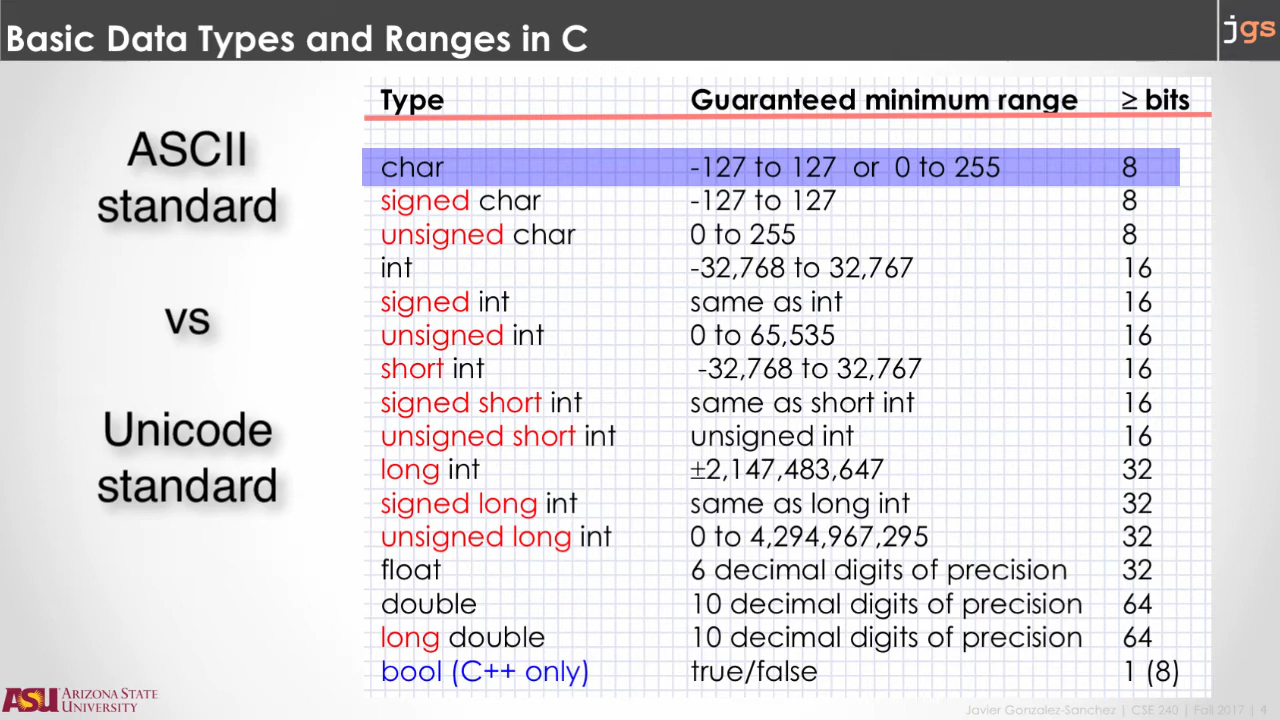 Basic Data Types and Ranges in C
jgs
ASCII
standard
vs
Unicode
standard
Type Guaranteed minimum range ≥ bits
char -127 to 127 or 0 to 255 8
signed char -127 to 127 8
unsigned char 0 to 255 8
int -32,768 to 32,767 16
signed int same as int 16
unsigned int 0 to 65,535 16
short int -32,768 to 32,767 16
signed short int same as short int 16
unsigned short int unsigned int 16
long int ±2,147,483,647 32
signed long int same as long int 32
unsigned long int 0 to 4,294,967,295 32
float 6 decimal digits of precision 32
double 10 decimal digits of precision 64
long double 10 decimal digits of precision 64
bool (C++ only) true/false 1 (8)
ASU ARIZONA STATE
UNIVERSITY
Javier Gonzalez-Sanchez | CSE 240 | Fall 2017 | 4